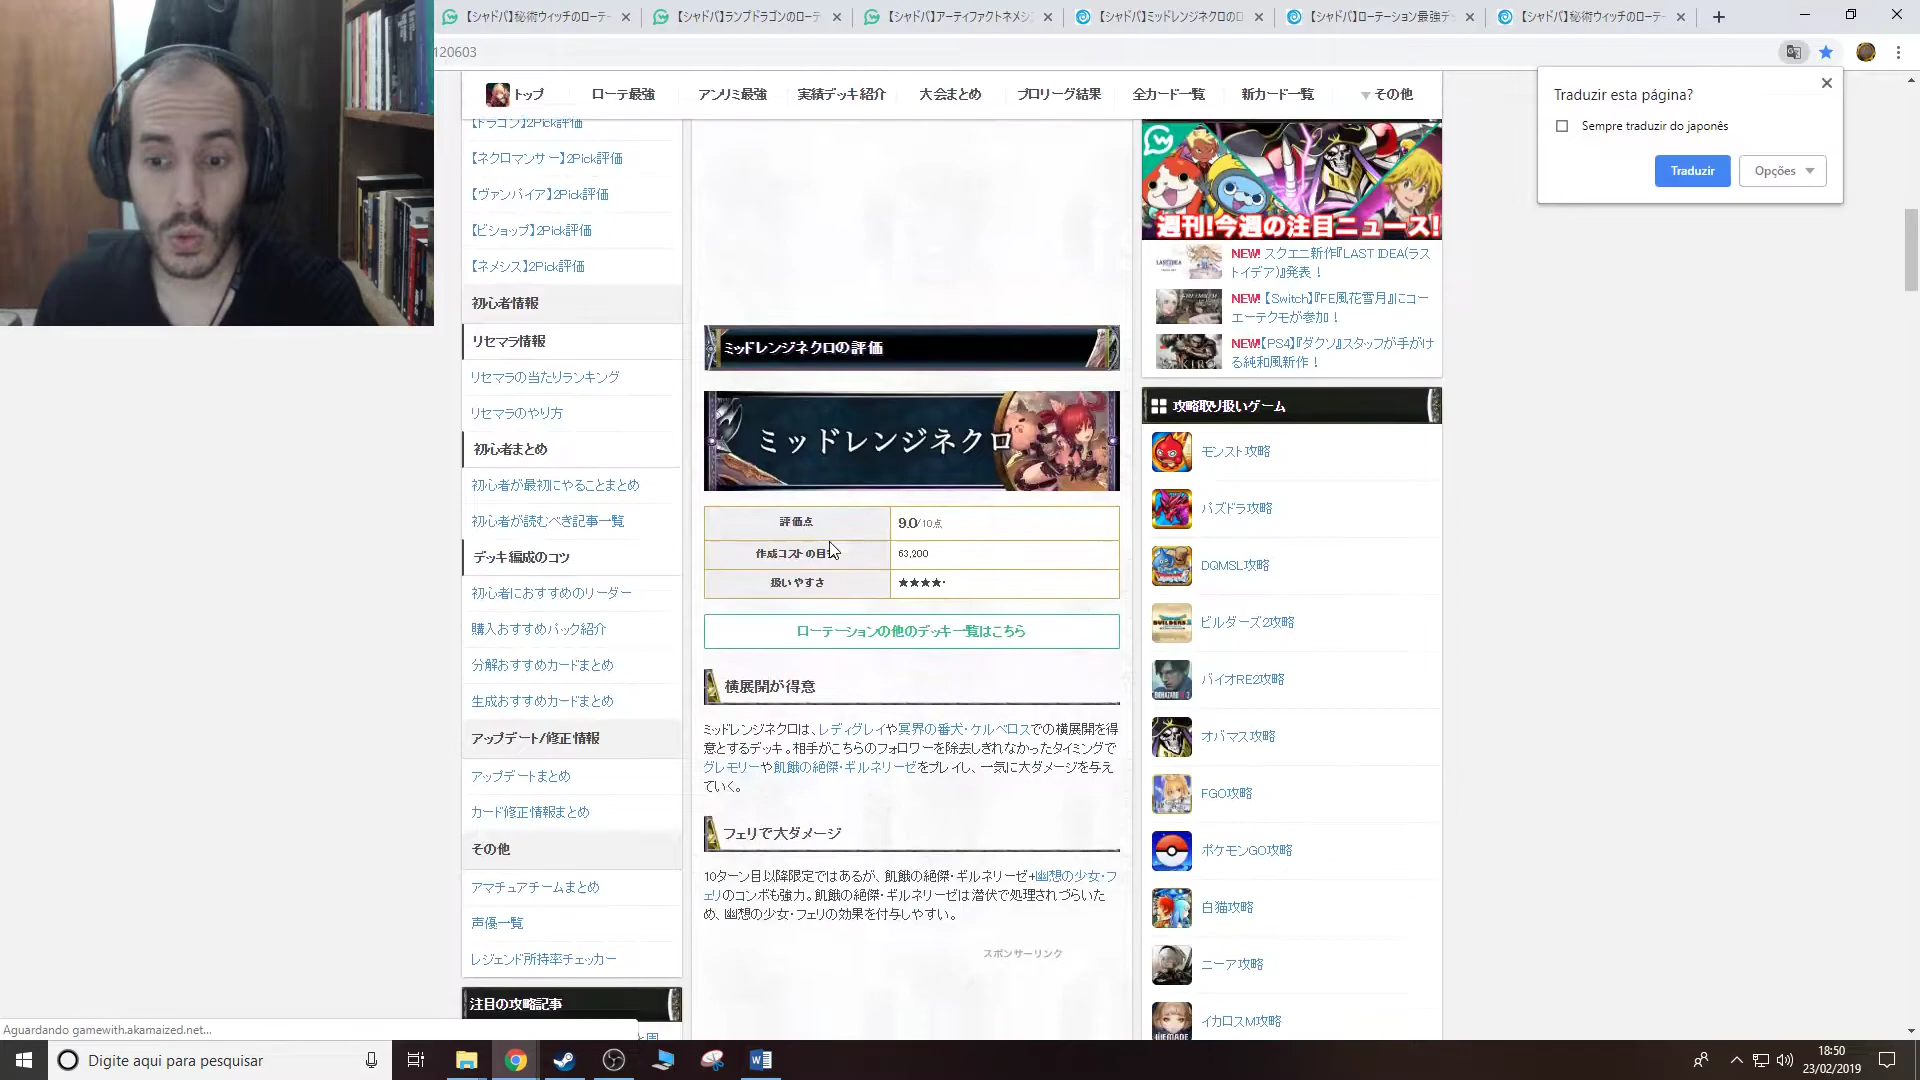 【シャドバ】秘術ウィッチのローテー
【シャドバ】ランプドラゴンのローテ
【シャドバ】アーティファクトネメシ
【シャドバ】ミッドレンジネクロのロ
【シャドバ】ローテーション最強デ
【シャドバ】秘術ウィッチのローテー
120603
トップ
ローテ最強
アンリミ最強
実績デッキ紹介
大会まとめ
プロリーグ結果
全カード一覧
新カード一覧
その他
Traduzir esta página?
Sempre traduzir do japonês
Traduzir
Opções
【ドラゴン】2Pick評価
【ネクロマンサー】2Pick評価
【ヴァンパイア】2Pick評価
【ビショップ】2Pick評価
【ネメシス】2Pick評価
初心者情報
リセマラ情報
リセマラの当たりランキング
リセマラのやり方
初心者まとめ
初心者が最初にやることまとめ
初心者が読むべき記事一覧
デッキ編成のコツ
初心者におすすめのリーダー
購入おすすめパック紹介
分解おすすめカードまとめ
生成おすすめカードまとめ
アップデート/修正情報
アップデートまとめ
カード修正情報まとめ
その他
アマチュアチームまとめ
声優一覧
レジェンド所持率チェッカー
注目の攻略記事
ミッドレンジネクロの評価
ミッドレンジネクロ
評価点 9.0/10点
作成コストの目 63,200
扱いやすさ ★★★★・
ローテーションの他のデッキ一覧はこちら
横展開が得意
ミッドレンジネクロは、レディグレイや冥界の番犬・ケルベロスでの横展開を得
意とするデッキ。相手がこちらのフォロワーを除去しきれなかったタイミングで
グレモリーや飢餓の絶傑・ギルネリーゼをプレイし、一気に大ダメージを与え
ていく。
フェリで大ダメージ
10ターン目以降限定ではあるが、飢餓の絶傑・ギルネリーゼ+幽想の少女・フ
ェリのコンボも強力。飢餓の絶傑・ギルネリーゼは潜伏で処理されづらいた
め、幽想の少女・フェリの効果を付与しやすい。
スポンサーリンク
週刊!今週の注目ニュース!
NEW! スクエニ新作『LAST IDEA(ラス
トイデア)』発表！
NEW! 【Switch】『FE風花雪月』にコー
エーテクモが参加！
NEW! 【PS4】『ダクソ』スタッフが手がけ
る純和風新作！
攻略取り扱いゲーム
モンスト攻略
パズドラ攻略
DQMSL攻略
ビルダーズ2攻略
バイオRE2攻略
オバマス攻略
FGO攻略
ポケモンGO攻略
白猫攻略
ニーア攻略
イカロスM攻略
Aguardando gamewith.akamaized.net...
Digite aqui para pesquisar
18:50
23/02/2019